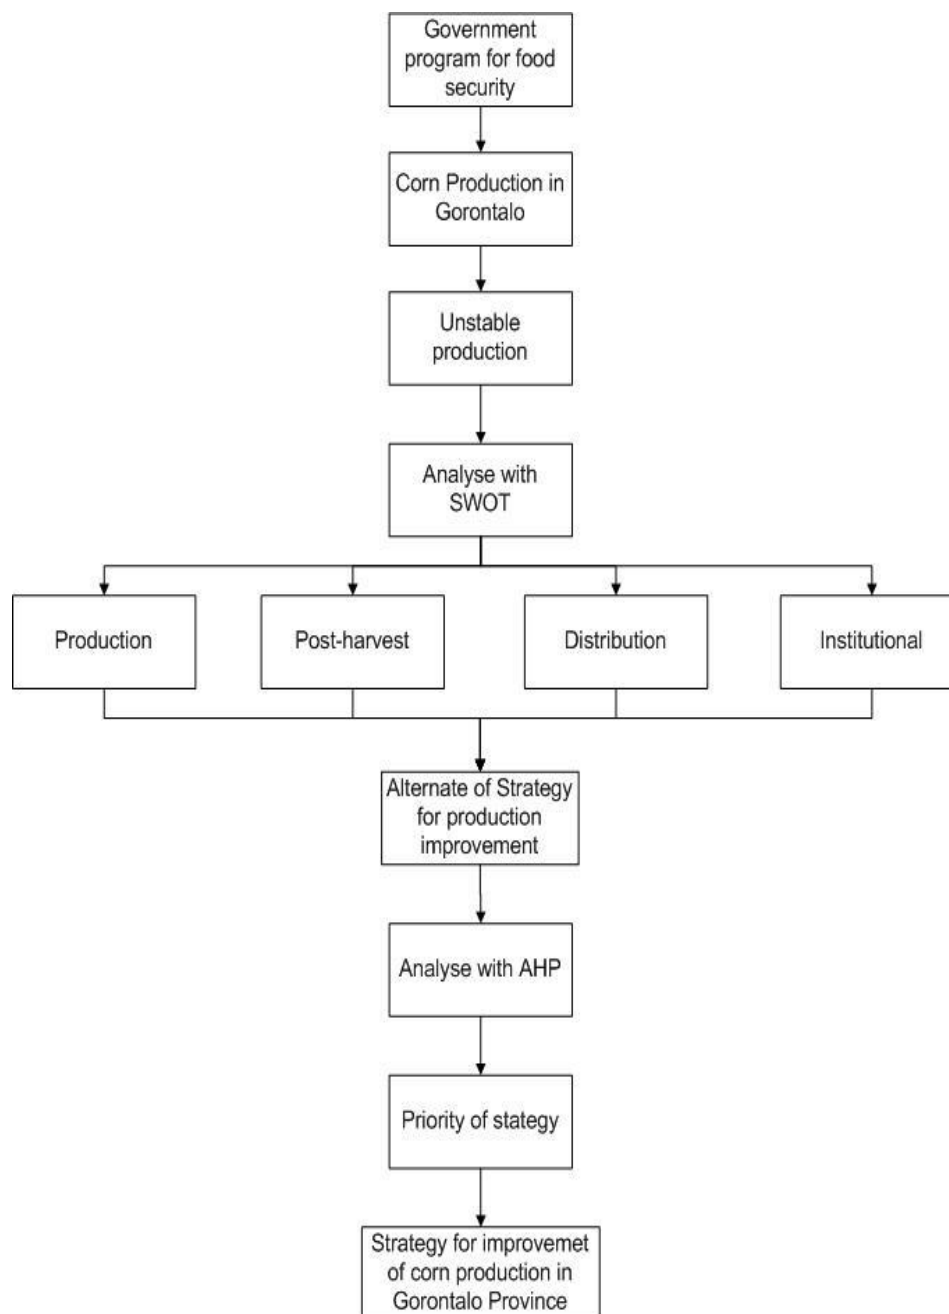 Government
program for food
security
Corn Production in
Gorontalo
Unstable
production
Analyse with
SWOT
Production
Post-harvest
Distribution
Institutional
Alternate of Strategy
for production
improvement
Analyse with AHP
Priority of stategy
Strategy for improvemet
of corn production in
Gorontalo Province